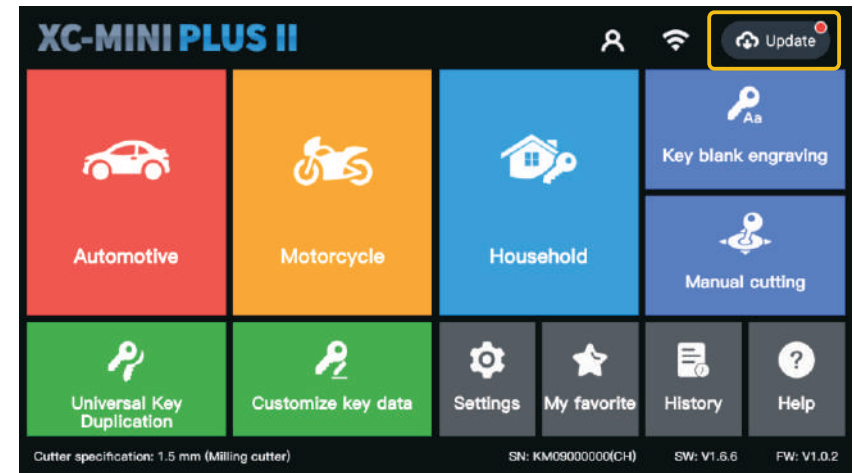 XC-MINI PLUS II
Update
Automotive
Motorcycle
Household
Aa
Key blank engraving
Manual cutting
Universal Key
Duplication
Customize key data
Settings
My favorite
History
?
Help
Cutter specification: 1.5 mm (Milling cutter)
SN: KM09000000(CH)
SW: V1.6.6
FW: V1.0.2